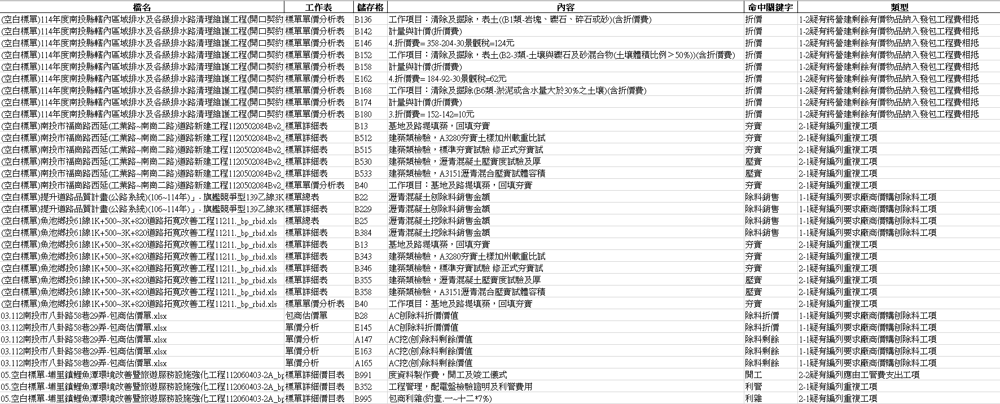 檔名 工作表 儲存格 內容 命中關鍵字 類型
(空白標單)114年度南投縣轄內區域排水及各級排水路清理維護工程(開口契約 標單單價分析表 B136 工作項目：清除及掘除，表土((B1類-岩塊、礫石、碎石或砂)(含折價費) 折價 1-2疑有將營建剩餘有價物品納入發包工程費相抵
(空白標單)114年度南投縣轄內區域排水及各級排水路清理維護工程(開口契約 標單單價分析表 B142 計量與計價(折價費) 折價 1-2疑有將營建剩餘有價物品納入發包工程費相抵
(空白標單)114年度南投縣轄內區域排水及各級排水路清理維護工程(開口契約 標單單價分析表 E146 4.折價費= 358-204-30景觀稅=124元 折價 1-2疑有將營建剩餘有價物品納入發包工程費相抵
(空白標單)114年度南投縣轄內區域排水及各級排水路清理維護工程(開口契約 標單單價分析表 B152 工作項目：清除及掘除，表土(B2-3類-土壤與礫石及砂混合物(土壤體積比例＞50%))(含折價費) 折價 1-2疑有將營建剩餘有價物品納入發包工程費相抵
(空白標單)114年度南投縣轄內區域排水及各級排水路清理維護工程(開口契約 標單單價分析表 B158 計量與計價(折價費) 折價 1-2疑有將營建剩餘有價物品納入發包工程費相抵
(空白標單)114年度南投縣轄內區域排水及各級排水路清理維護工程(開口契約 標單單價分析表 E162 4.折價費= 184-92-30景觀稅=62元 折價 1-2疑有將營建剩餘有價物品納入發包工程費相抵
(空白標單)114年度南投縣轄內區域排水及各級排水路清理維護工程(開口契約 標單單價分析表 B168 工作項目：清除及掘除(B6類-淤泥或含水量大於30%之土壤)(含折價費) 折價 1-2疑有將營建剩餘有價物品納入發包工程費相抵
(空白標單)114年度南投縣轄內區域排水及各級排水路清理維護工程(開口契約 標單單價分析表 B174 計量與計價(折價費) 折價 1-2疑有將營建剩餘有價物品納入發包工程費相抵
(空白標單)114年度南投縣轄內區域排水及各級排水路清理維護工程(開口契約 標單單價分析表 B180 3.折價費= 152-142=10元 折價 1-2疑有將營建剩餘有價物品納入發包工程費相抵
(空白標單)南投市福崗路西延(工業路~南崗二路)道路新建工程1120502084Bv2_ 標單詳細表 B13 基地及路堤填築，回填夯實 夯實 2-1疑有編列重複工項
(空白標單)南投市福崗路西延(工業路~南崗二路)道路新建工程1120502084Bv2_ 標單詳細表 B512 建築類檢驗，A3280夯實土樣加州載重比試 夯實 2-1疑有編列重複工項
(空白標單)南投市福崗路西延(工業路~南崗二路)道路新建工程1120502084Bv2_ 標單詳細表 B515 建築類檢驗，標準夯實試驗 修正式夯實試 夯實 2-1疑有編列重複工項
(空白標單)南投市福崗路西延(工業路~南崗二路)道路新建工程1120502084Bv2_ 標單詳細表 B530 建築類檢驗，瀝青混凝土壓實度試驗及厚 壓實 2-1疑有編列重複工項
(空白標單)南投市福崗路西延(工業路~南崗二路)道路新建工程1120502084Bv2_ 標單詳細表 B533 建築類檢驗，A3151瀝青混合壓實試體容積 壓實 2-1疑有編列重複工項
(空白標單)南投市福崗路西延(工業路~南崗二路)道路新建工程1120502084Bv2_ 標單單價分析表 B40 工作項目：基地及路堤填築，回填夯實 夯實 2-1疑有編列重複工項
(空白標單)提升道路品質計畫(公路系統)(106~114年)」- 旗艦競爭型139乙線3K 標單總表 B22 瀝青混凝土刨除料銷售金額 除料銷售 1-1疑有編列要求廠商價購刨除料工項
(空白標單)提升道路品質計畫(公路系統)(106~114年)」- 旗艦競爭型139乙線3K 標單詳細表 B229 瀝青混凝土刨除料銷售金額 除料銷售 1-1疑有編列要求廠商價購刨除料工項
(空白標單)魚池鄉投61線1K+500~3K+820道路拓寬改善工程11211._bp_rbid.xls 標單總表 B25 瀝青混凝土挖除料銷售金額 除料銷售 1-1疑有編列要求廠商價購刨除料工項
(空白標單)魚池鄉投61線1K+500~3K+820道路拓寬改善工程11211._bp_rbid.xls 標單詳細表 B384 瀝青混凝土挖除料銷售金額 除料銷售 1-1疑有編列要求廠商價購刨除料工項
(空白標單)魚池鄉投61線1K+500~3K+820道路拓寬改善工程11211._bp_rbid.xls 標單詳細表 B13 基地及路堤填築，回填夯實 夯實 2-1疑有編列重複工項
(空白標單)魚池鄉投61線1K+500~3K+820道路拓寬改善工程11211._bp_rbid.xls 標單詳細表 B343 建築類檢驗，A3280夯實土樣加州載重比試 夯實 2-1疑有編列重複工項
(空白標單)魚池鄉投61線1K+500~3K+820道路拓寬改善工程11211._bp_rbid.xls 標單詳細表 B346 建築類檢驗，標準夯實試驗 修正式夯實試 夯實 2-1疑有編列重複工項
(空白標單)魚池鄉投61線1K+500~3K+820道路拓寬改善工程11211._bp_rbid.xls 標單詳細表 B355 建築類檢驗，瀝青混凝土壓實度試驗及厚 壓實 2-1疑有編列重複工項
(空白標單)魚池鄉投61線1K+500~3K+820道路拓寬改善工程11211._bp_rbid.xls 標單詳細表 B358 建築類檢驗，A3151瀝青混合壓實試體容積 壓實 2-1疑有編列重複工項
(空白標單)魚池鄉投61線1K+500~3K+820道路拓寬改善工程11211._bp_rbid.xls 標單單價分析表 B40 工作項目：基地及路堤填築，回填夯實 夯實 2-1疑有編列重複工項
03.112南投市八卦路58巷29弄-包商估價單.xlsx 包商估價單 B28 AC刨除料折價價值 除料折價 1-1疑有編列要求廠商價購刨除料工項
03.112南投市八卦路58巷29弄-包商估價單.xlsx 單價分析 E145 AC刨除料折價價值 除料折價 1-1疑有編列要求廠商價購刨除料工項
03.112南投市八卦路58巷29弄-包商估價單.xlsx 單價分析 A147 AC挖(刨)除料剩餘價值 除料剩餘 1-1疑有編列要求廠商價購刨除料工項
03.112南投市八卦路58巷29弄-包商估價單.xlsx 單價分析 E163 AC挖(刨)除料剩餘價值 除料剩餘 1-1疑有編列要求廠商價購刨除料工項
03.112南投市八卦路58巷29弄-包商估價單.xlsx 單價分析 A165 AC挖(刨)除料剩餘價值 除料剩餘 1-1疑有編列要求廠商價購刨除料工項
05.空白標單-埔里鎮鯉魚潭環境改善暨旅遊服務設施強化工程112060403-2A_bp 標單詳細價目表 B991 度資料製作費，開工及竣工儀式 開工 2-2疑有編列應由工管費支出工項
05.空白標單-埔里鎮鯉魚潭環境改善暨旅遊服務設施強化工程112060403-2A_bp 標單詳細價目表 B352 工程管理，配電盤檢驗證明及利管費用 利管 2-1疑有編列重複工項
05.空白標單-埔里鎮鯉魚潭環境改善暨旅遊服務設施強化工程112060403-2A_bp 標單詳細價目表 B995 包商利雜(約壹.一~十二*7%) 利雜 2-1疑有編列重複工項